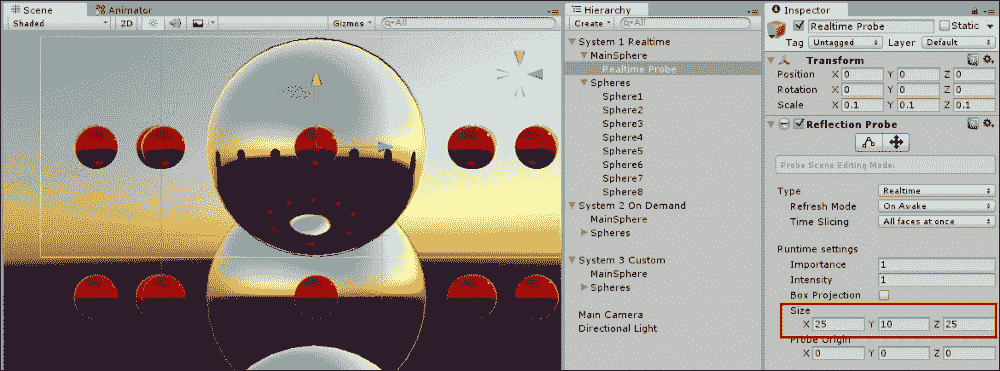 Scene
Animator
Shaded
2D
Gizmos
All
Hierarchy
Create
All
System 1 Realtime
MainSphere
Realtime Probe
Spheres
Sphere1
Sphere2
Sphere3
Sphere4
Sphere5
Sphere6
Sphere7
Sphere8
System 2 On Demand
MainSphere
Spheres
System 3 Custom
MainSphere
Spheres
Main Camera
Directional Light
Inspector
Realtime Probe
Static
Tag Untagged Layer Default
Transform
Position X 0 Y 0 Z 0
Rotation X 0 Y 0 Z 0
Scale X 0.1 Y 0.1 Z 0.1
Reflection Probe
Probe Scene Editing Mode:
Type Realtime
Refresh Mode On Awake
Time Slicing All faces at once
Runtime settings
Importance 1
Intensity 1
Box Projection
Size
X 25 Y 10 Z 25
Probe Origin
X 0 Y 0 Z 0